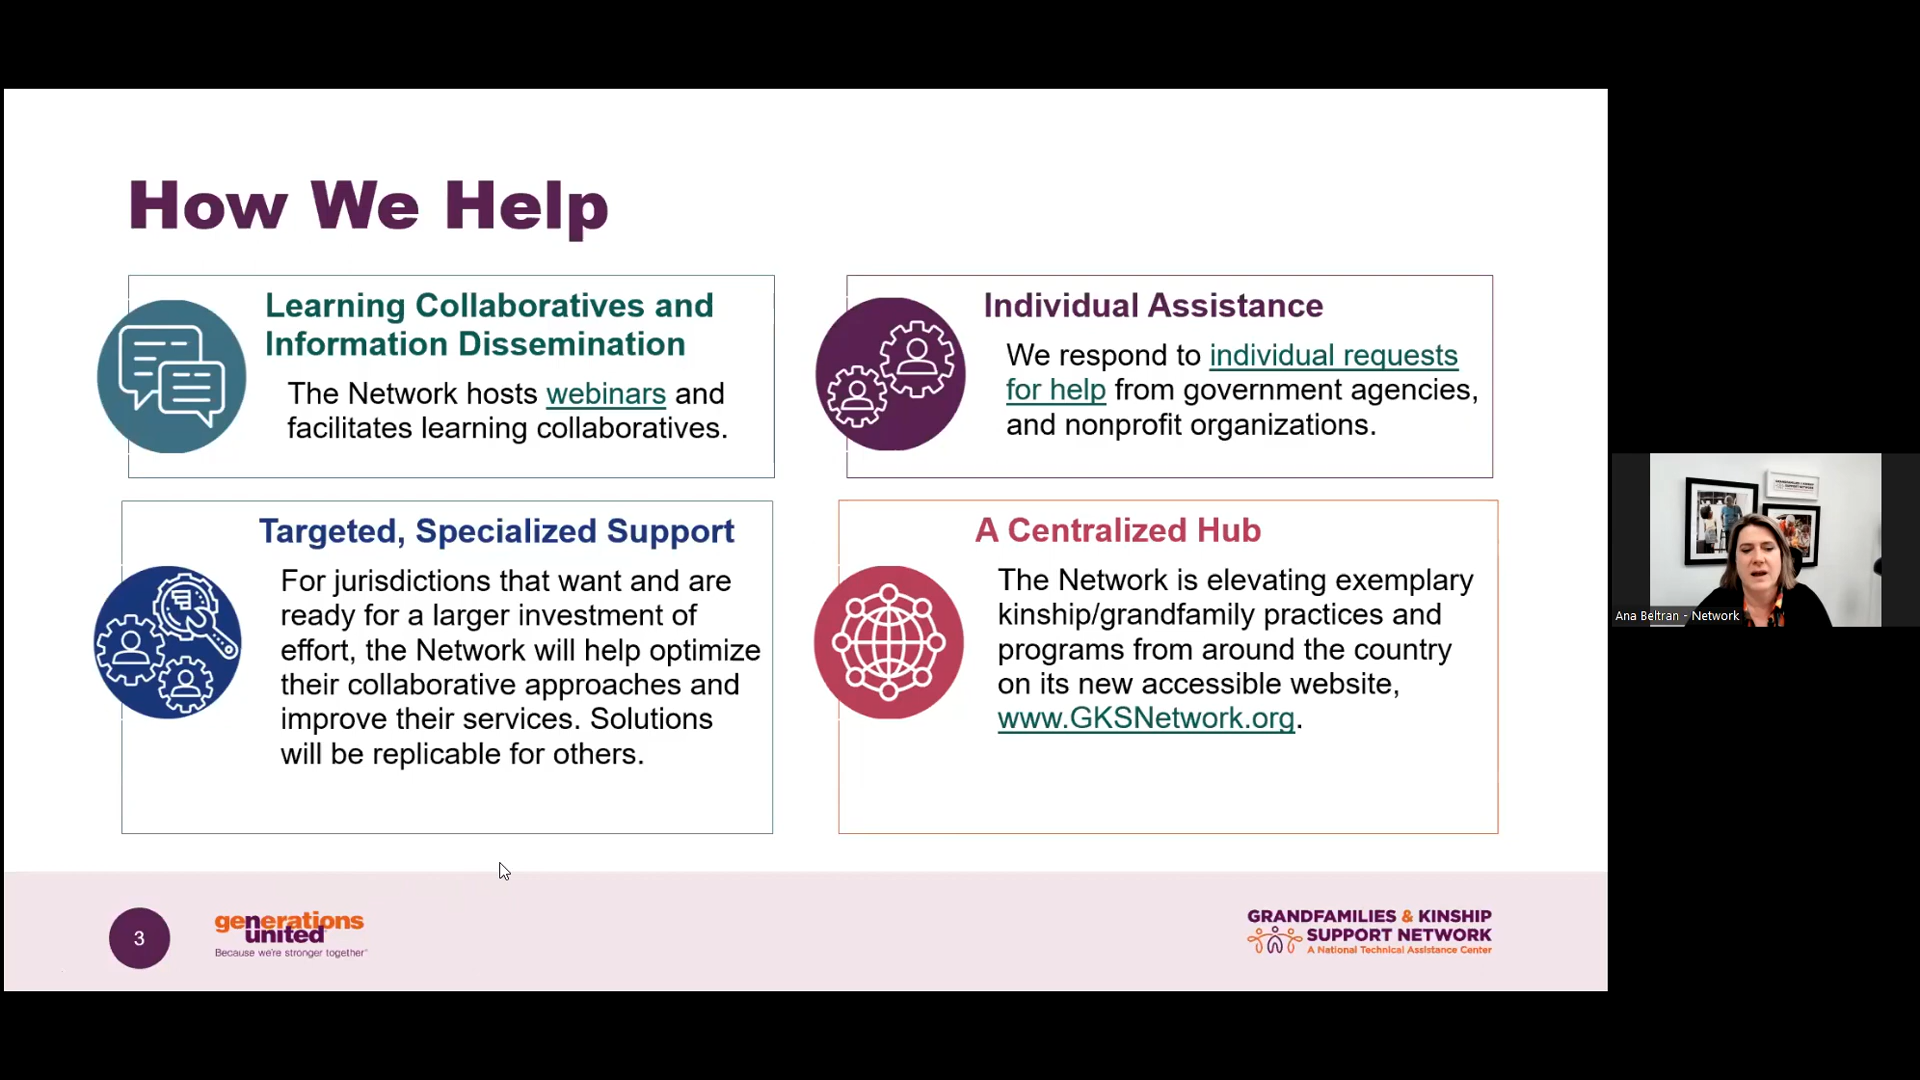 How We Help
Learning Collaboratives and
Information Dissemination
The Network hosts webinars and
facilitates learning collaboratives.
Individual Assistance
We respond to individual requests
for help from government agencies,
and nonprofit organizations.
Targeted, Specialized Support
For jurisdictions that want and are
ready for a larger investment of
effort, the Network will help optimize
their collaborative approaches and
improve their services. Solutions
will be replicable for others.
A Centralized Hub
The Network is elevating exemplary
kinship/grandfamily practices and
programs from around the country
on its new accessible website,
www.GKSNetwork.org.
3
generations
united
Because we're stronger together
GRANDFAMILIES & KINSHIP
SUPPORT NETWORK
A National Technical Assistance Center
Ana Beltran - Network